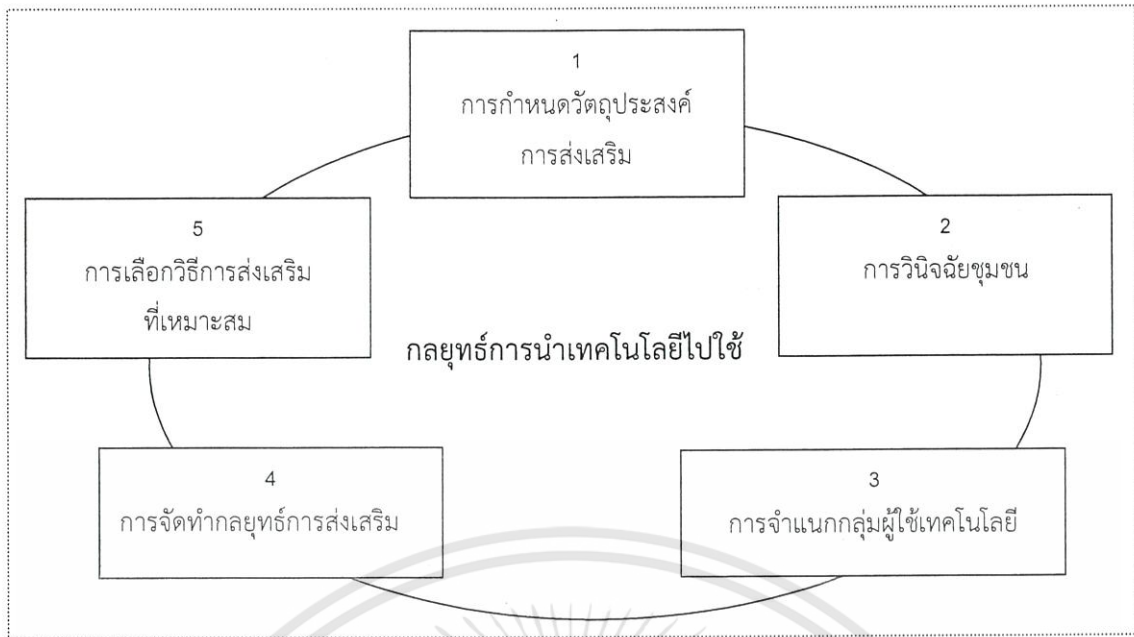 1
การกำหนดวัตถุประสงค์
การส่งเสริม
2
การวินิจฉัยชุมชน
3
การจำแนกกลุ่มผู้ใช้เทคโนโลยี
4
การจัดทำกลยุทธ์การส่งเสริม
5
การเลือกวิธีการส่งเสริม
ที่เหมาะสม
กลยุทธ์การนำเทคโนโลยีไปใช้